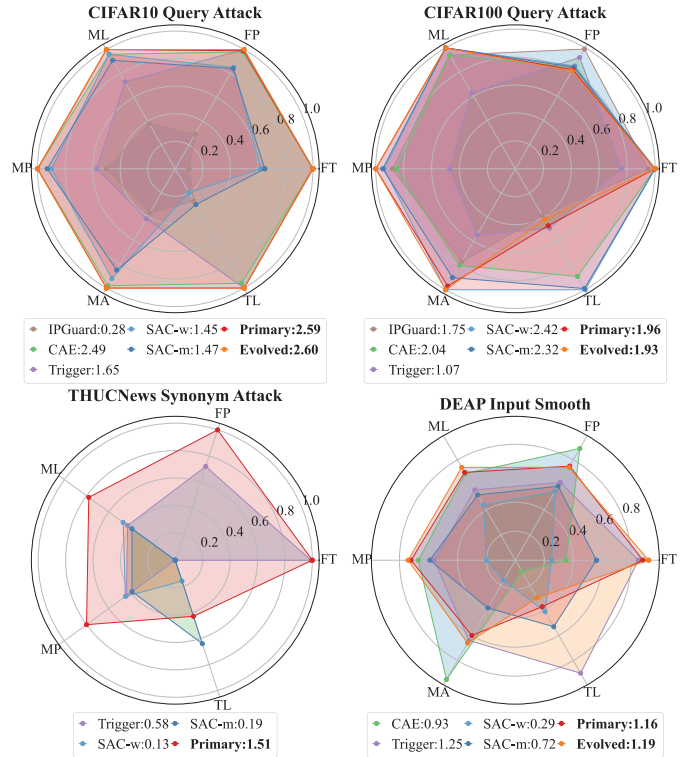 CIFAR10 Query Attack
ML
FP
MP
FT
MA
TL
0.2
0.4
0.6
0.8
1.0
IPGuard:0.28
SAC-w:1.45
Primary:2.59
CAE:2.49
SAC-m:1.47
Evolved:2.60
Trigger:1.65
CIFAR100 Query Attack
ML
FP
MP
FT
MA
TL
0.2
0.4
0.6
0.8
1.0
IPGuard:1.75
SAC-w:2.42
Primary:1.96
CAE:2.04
SAC-m:2.32
Evolved:1.93
Trigger:1.07
THUCNews Synonym Attack
FP
ML
FT
MP
TL
0.2
0.4
0.6
0.8
1.0
Trigger:0.58
SAC-m:0.19
SAC-w:0.13
Primary:1.51
DEAP Input Smooth
ML
FP
MP
FT
MA
TL
0.2
0.4
0.6
0.8
CAE:0.93
SAC-w:0.29
Primary:1.16
Trigger:1.25
SAC-m:0.72
Evolved:1.19